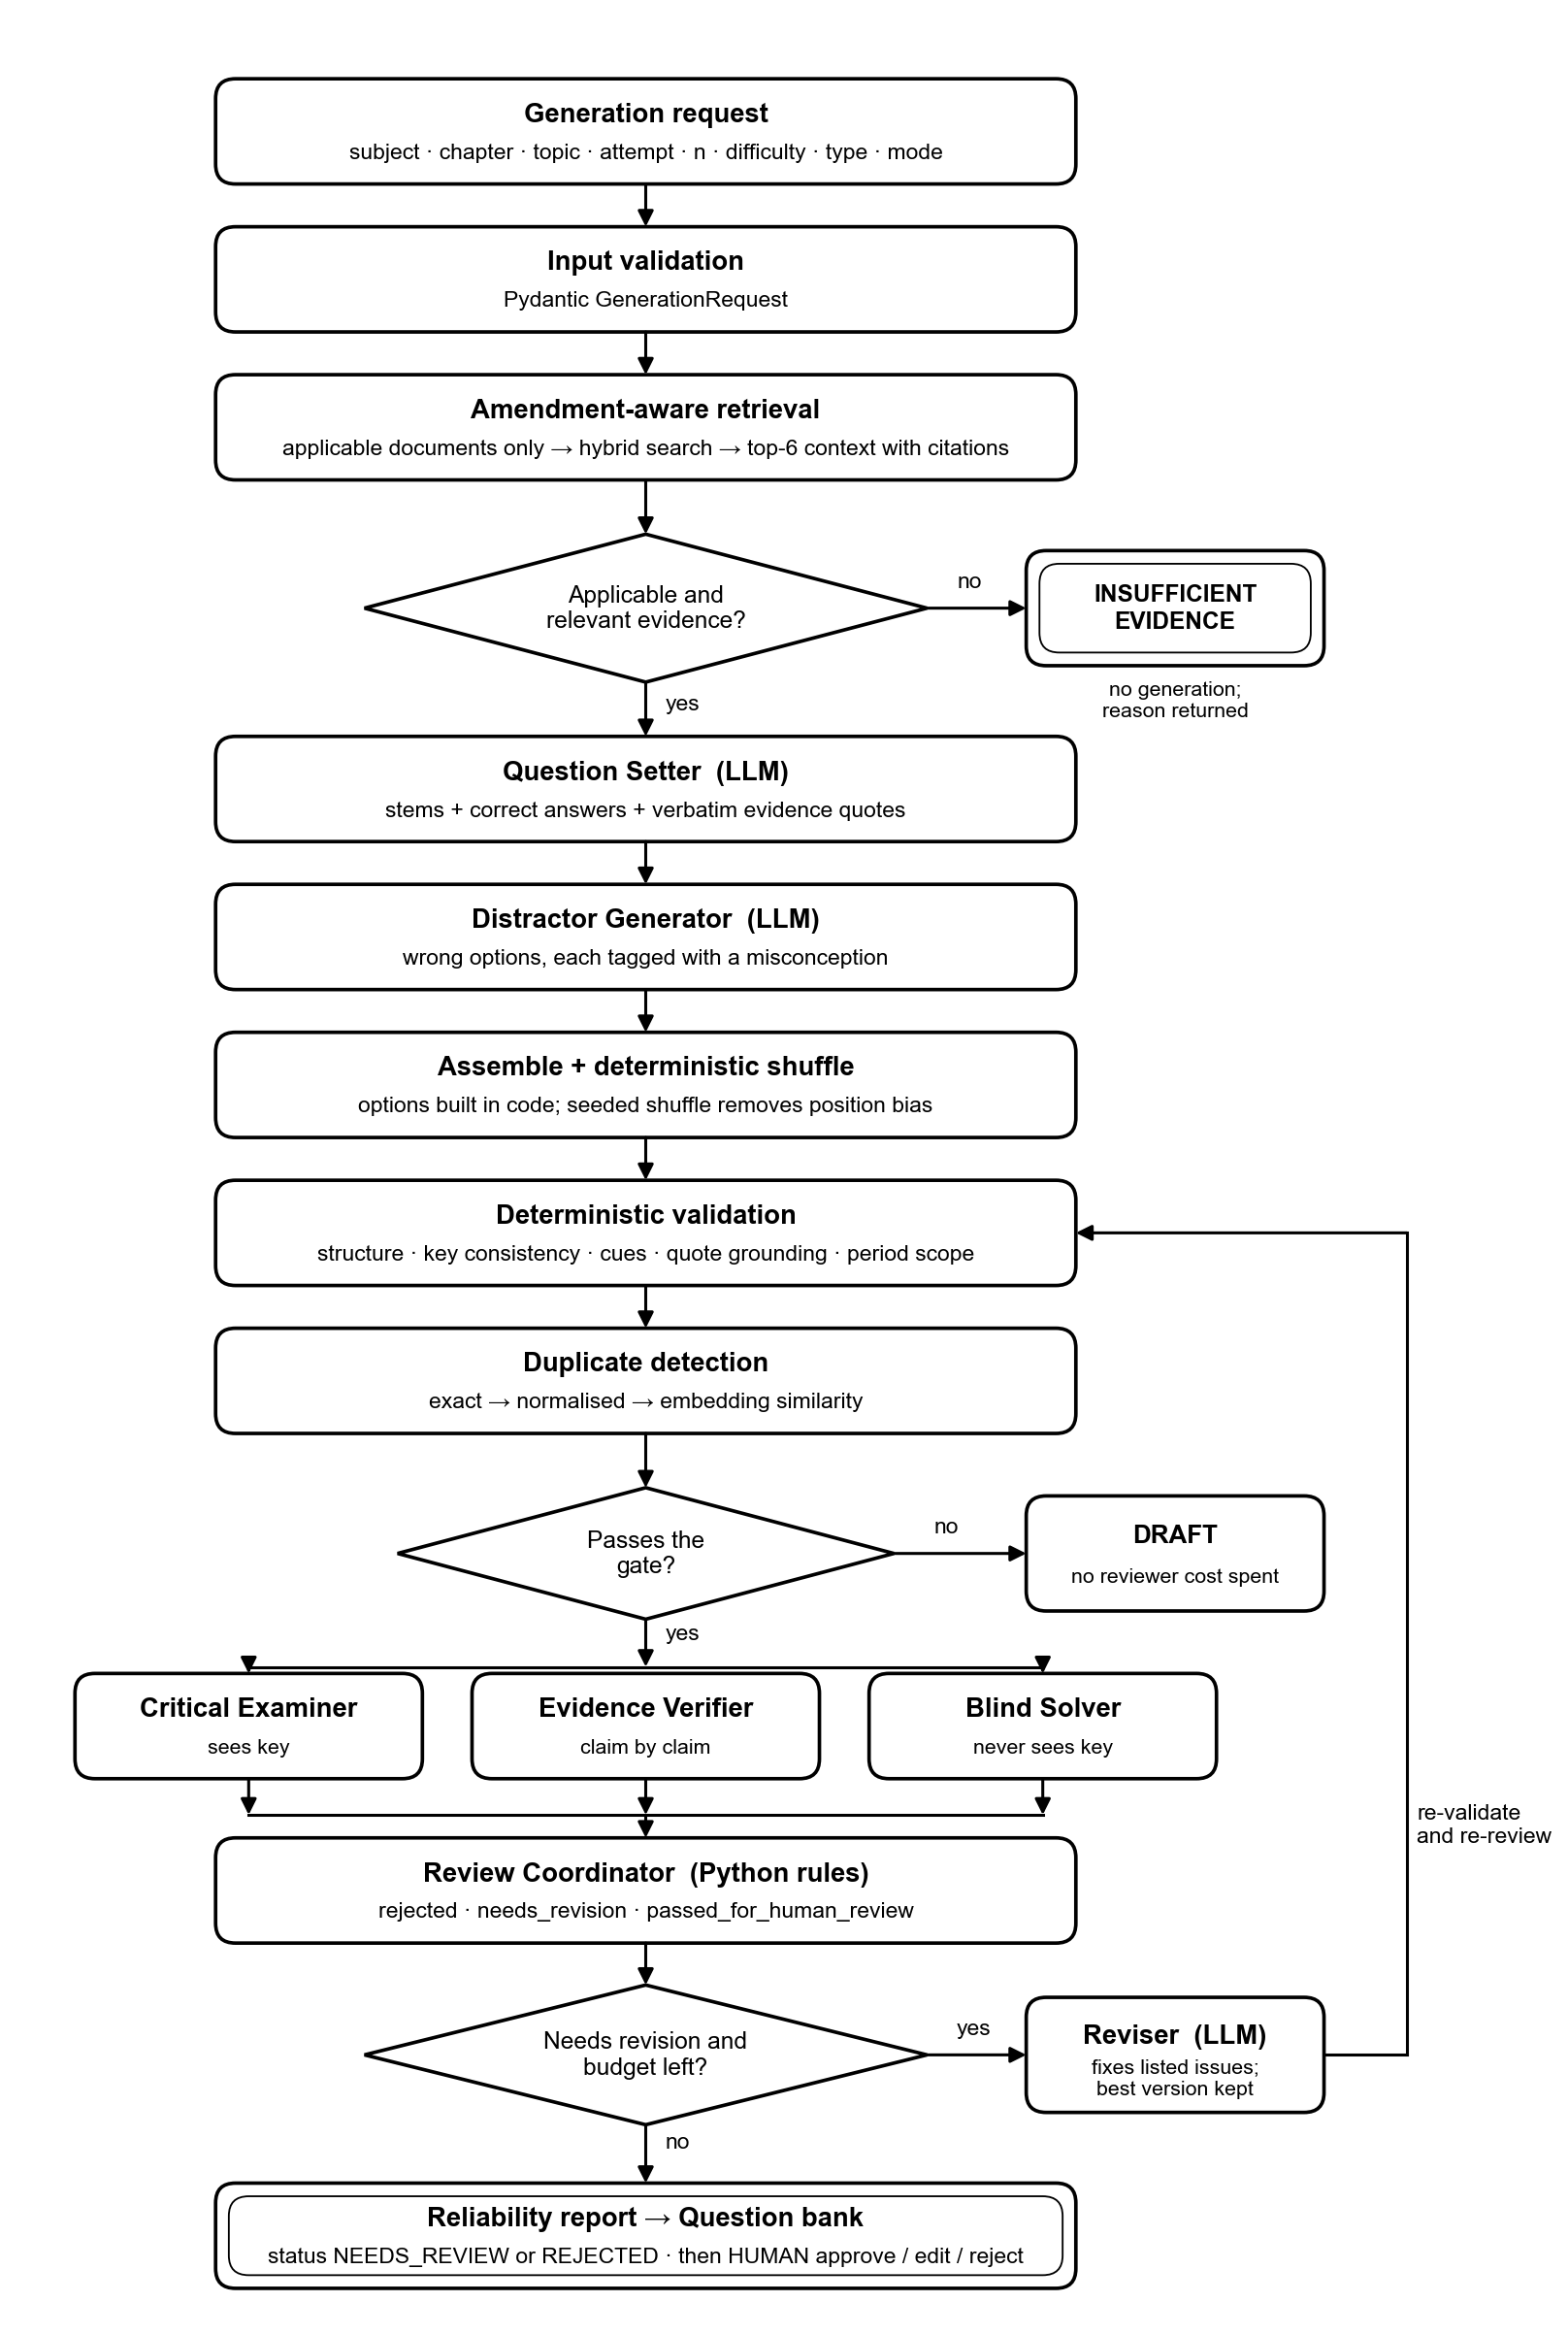 Generation request
subject · chapter · topic · attempt · n · difficulty · type · mode
Input validation
Pydantic GenerationRequest
Amendment-aware retrieval
applicable documents only → hybrid search → top-6 context with citations
Applicable and
relevant evidence?
no
INSUFFICIENT
EVIDENCE
no generation;
reason returned
yes
Question Setter (LLM)
stems + correct answers + verbatim evidence quotes
Distractor Generator (LLM)
wrong options, each tagged with a misconception
Assemble + deterministic shuffle
options built in code; seeded shuffle removes position bias
Deterministic validation
structure · key consistency · cues · quote grounding · period scope
Duplicate detection
exact → normalised → embedding similarity
Passes the
gate?
no
DRAFT
no reviewer cost spent
yes
Critical Examiner
sees key
Evidence Verifier
claim by claim
Blind Solver
never sees key
re-validate
and re-review
Review Coordinator (Python rules)
rejected · needs_revision · passed_for_human_review
Needs revision and
budget left?
yes
Reviser (LLM)
fixes listed issues;
best version kept
no
Reliability report → Question bank
status NEEDS_REVIEW or REJECTED · then HUMAN approve / edit / reject